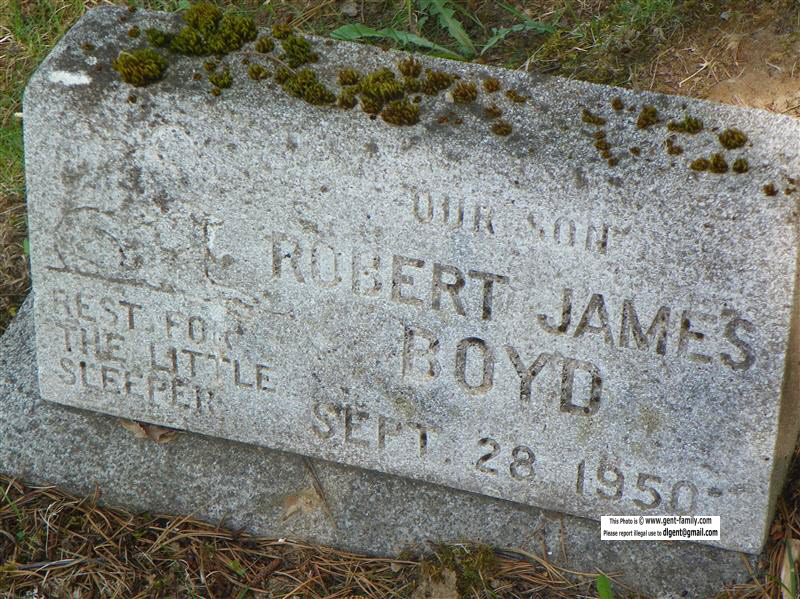 OUR SON
ROBERT JAMES
BOYD
SEPT. 28 1950
REST FOR
THE LITTLE
SLEEPER
This Photo is © www.gent-family.com
Please report illegal use to dlgent@gmail.com